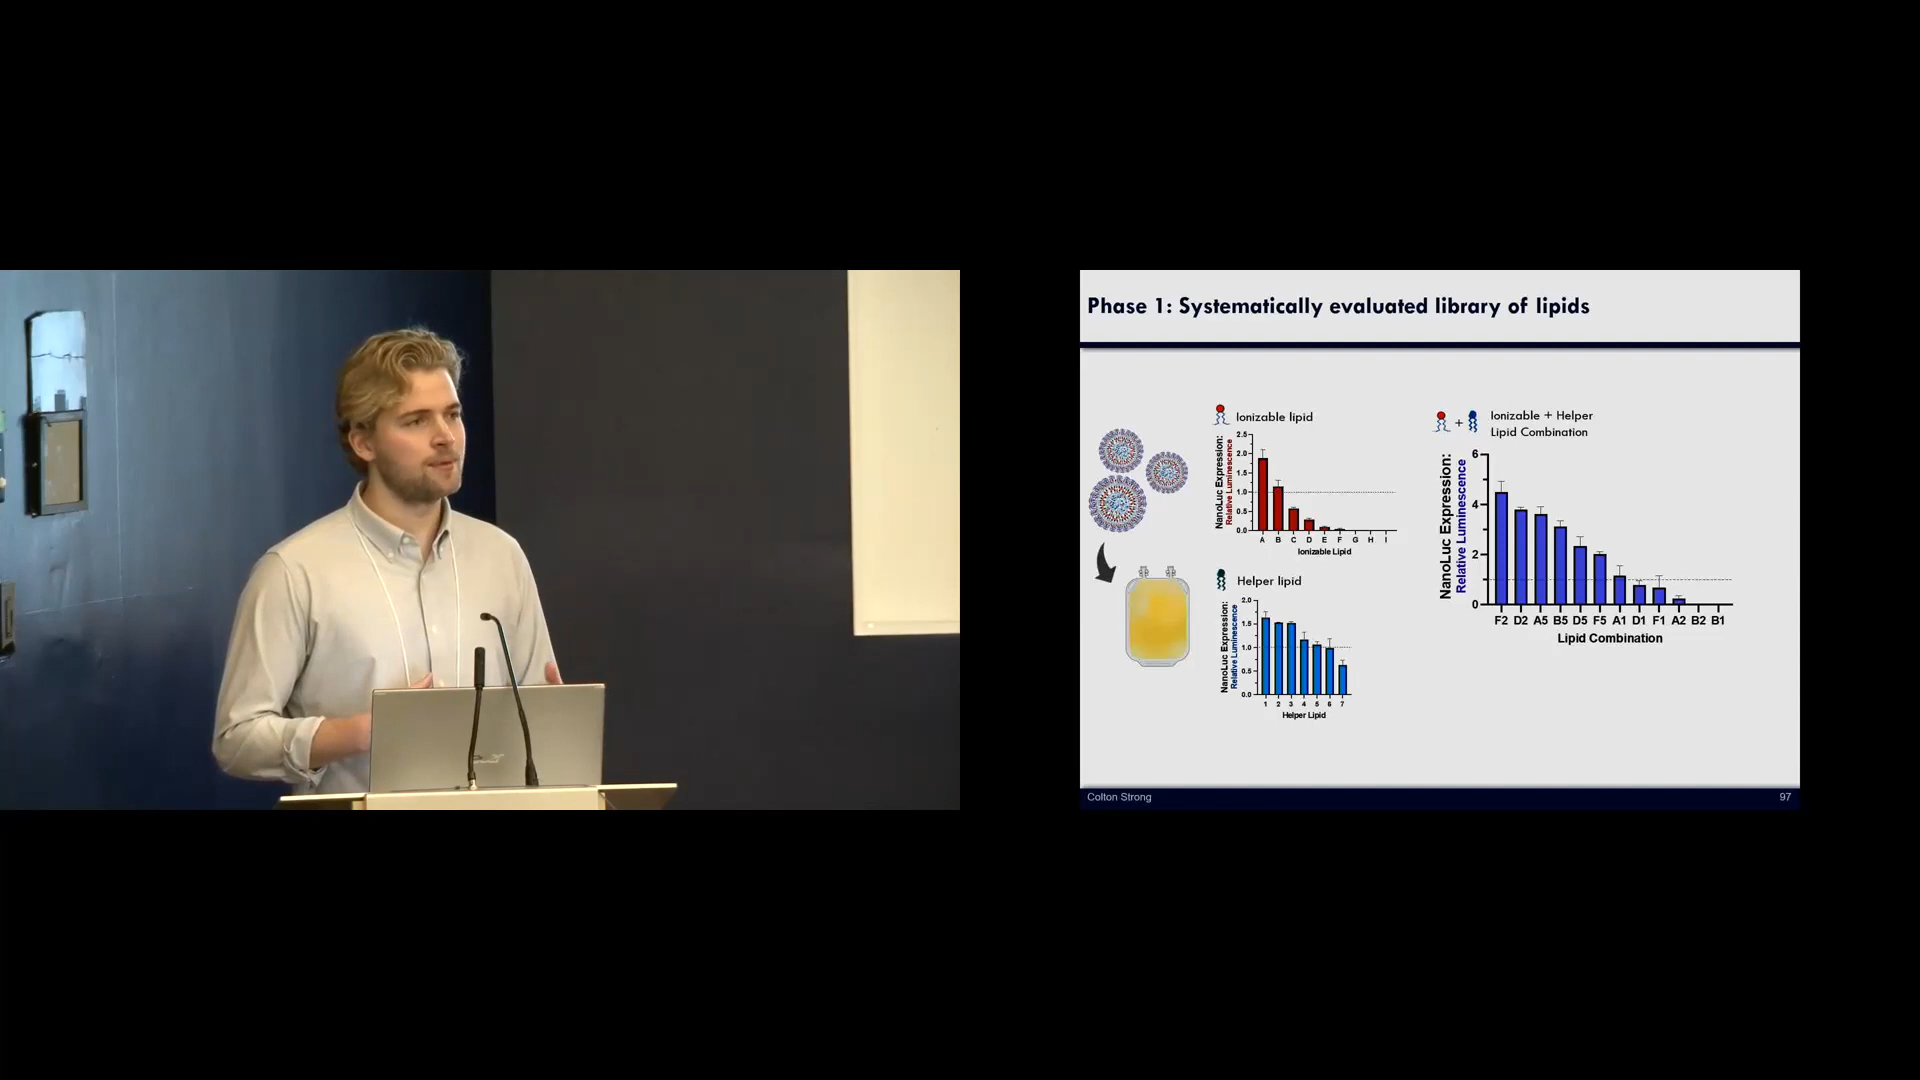 Phase 1: Systematically evaluated library of lipids
Ionizable lipid
NanoLuc Expression:
Relative Luminescence
2.5
2.0
1.5
1.0
0.5
0.0
A B C D E F G H I
Ionizable Lipid
Helper lipid
NanoLuc Expression:
Relative Luminescence
2.0
1.5
1.0
0.5
0.0
1 2 3 4 5 6 7
Helper Lipid
+
Ionizable + Helper
Lipid Combination
NanoLuc Expression:
Relative Luminescence
6
4
2
0
F2 D2 A5 B5 D5 F5 A1 D1 F1 A2 B2 B1
Lipid Combination
Colton Strong
97